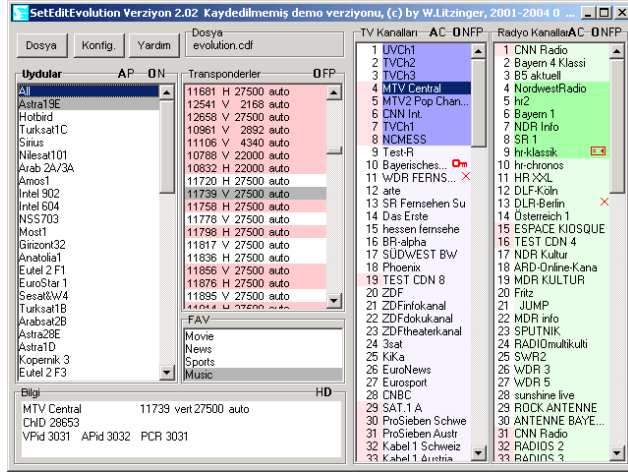 SetEditEvolution Verziyon 2.02 Kaydedilmemiş demo verziyonu, (c) by W.Litzinger, 2001-2004 0 ...
Dosya
Konfig.
Yardım
Dosya
evolution.cdf
Uydular AP ON
All
Astra19E
Hotbird
Turksat1C
Sirius
Nilesat101
Arab 2A/3A
Amos1
Intel 902
Intel 604
NSS703
Most1
Girizont32
Anatolia1
Eutel 2 F1
EuroStar 1
Sesat&W4
Turksat1B
Arabsat2B
Astra28E
Astra1D
Kopernik 3
Eutel 2 F3
Transponderler OFP
11681 H 27500 auto
12541 V 2168 auto
12658 V 27500 auto
10961 V 2892 auto
11106 V 4340 auto
10788 V 22000 auto
10832 H 22000 auto
11720 H 27500 auto
11739 V 27500 auto
11758 H 27500 auto
11778 V 27500 auto
11798 H 27500 auto
11817 V 27500 auto
11836 H 27500 auto
11856 V 27500 auto
11876 H 27500 auto
11895 V 27500 auto
11914 H 27500 auto
FAV
Movie
News
Sports
Music
Bilgi HD
MTV Central 11739 vert 27500 auto
ChID 28653
VPid 3031 APid 3032 PCR 3031
TV Kanalları AC ONFP
1 UVCh1
2 TVCh2
3 TVCh3
4 MTV Central
5 MTV2 Pop Chan...
6 CNN Int.
7 TVCh1
8 NCMESS
9 Test-R
10 Bayerisches...
11 WDR FERNS...
12 arte
13 SR Fernsehen Su
14 Das Erste
15 hessen fernsehe
16 BR-alpha
17 SÜDWEST BW
18 Phoenix
19 TEST CDN 8
20 ZDF
21 ZDFinfokanal
22 ZDFdokukanal
23 ZDFtheaterkanal
24 3sat
25 KiKa
26 EuroNews
27 Eurosport
28 CNBC
29 SAT.1 A
30 ProSieben Schwe
31 ProSieben Austr
32 Kabel 1 Schweiz
33 Kabel 1 Austria
Radyo Kanalları AC ONFP
1 CNN Radio
2 Bayern 4 Klassi
3 B5 aktuell
4 NordwestRadio
5 hr2
6 Bayern 1
7 NDR Info
8 SR 1
9 hr-klassik
10 hr-chronos
11 HR XXL
12 DLF-Köln
13 DLR-Berlin
14 Österreich 1
15 ESPACE KIOSQUE
16 TEST CDN 4
17 NDR Kultur
18 ARD-Online-Kana
19 MDR KULTUR
20 Fritz
21 JUMP
22 MDR info
23 SPUTNIK
24 RADIOmultikulti
25 SWR2
26 WDR 3
27 WDR 5
28 sunshine live
29 ROCK ANTENNE
30 ANTENNE BAYE...
31 CNN Radio
32 RADIOS 2
33 RADIOS 3